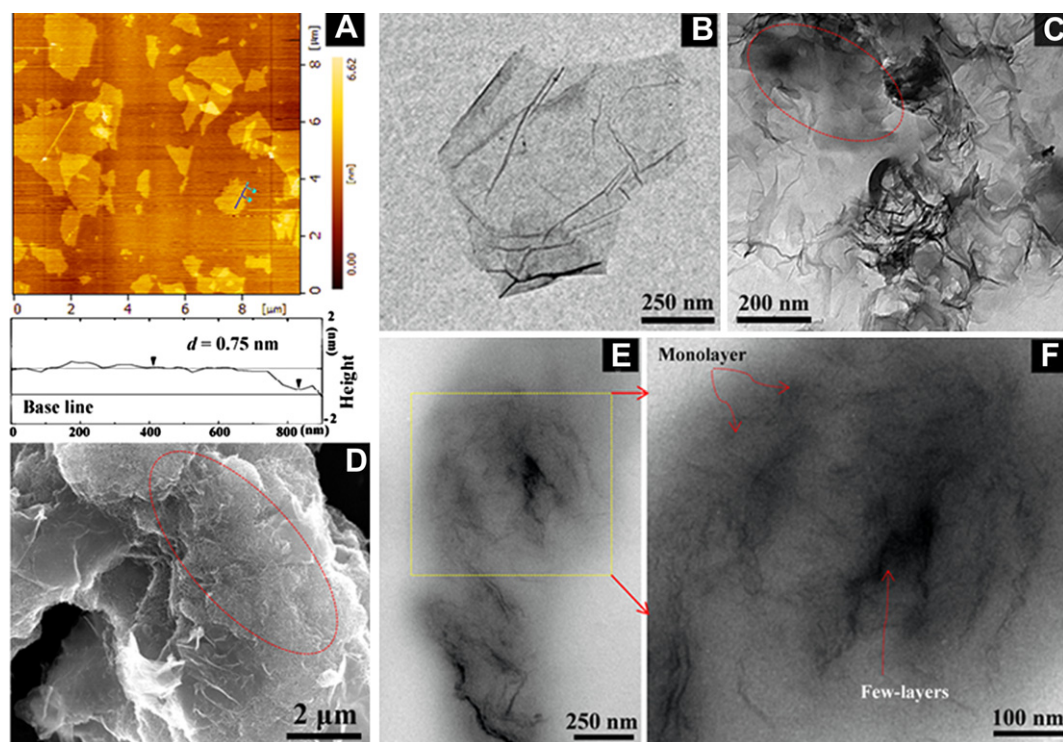 A
8 [µm]
6.62
8
6
[nm]
4
2
0.00
0
0 2 4 6 8 [µm]
2
(nm)
d = 0.75 nm
Height
Base line
-2
0 200 400 600 800 (nm)
B
250 nm
C
200 nm
D
2 µm
E
250 nm
F
Monolayer
Few-layers
100 nm